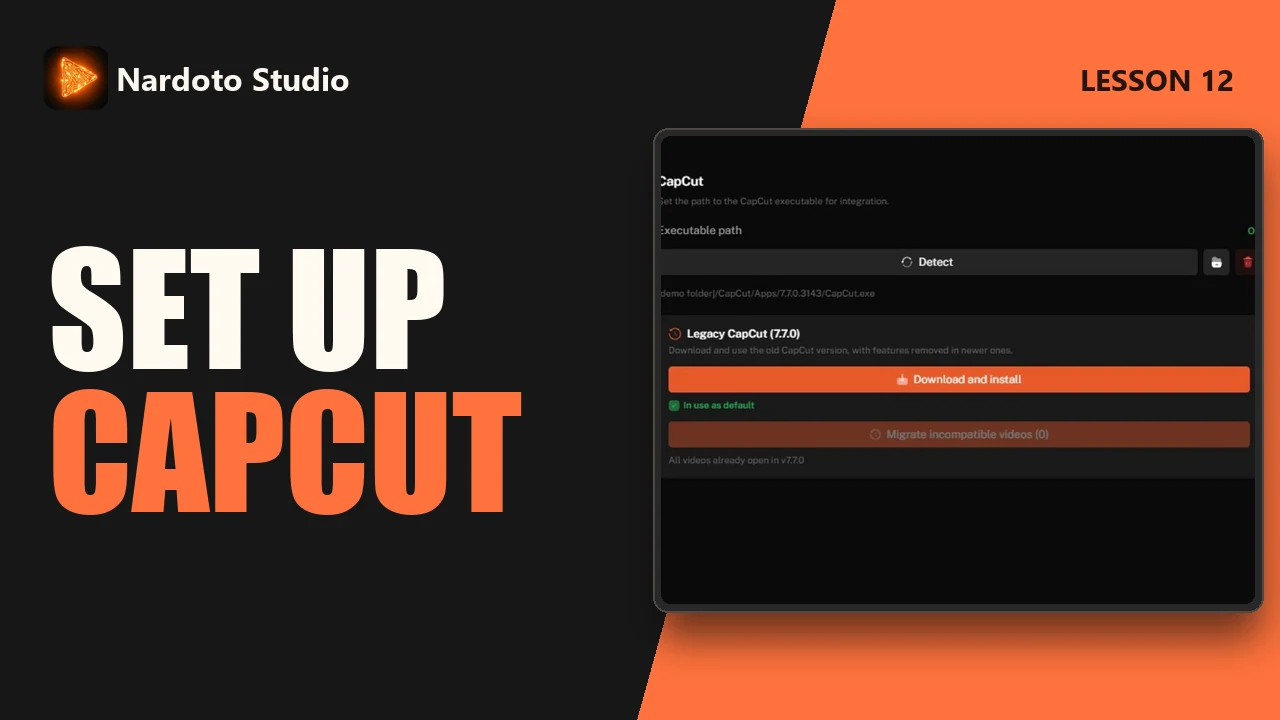 Nardoto Studio
LESSON 12
SET UP
CAPCUT
CapCut
Set the path to the CapCut executable for integration.
Executable path
Detect
demo folder]/CapCut/Apps/7.7.0.3143/CapCut.exe
Legacy CapCut (7.7.0)
Download and use the old CapCut version, with features removed in newer ones.
Download and install
In use as default
Migrate incompatible videos (0)
All videos already open in v7.7.0